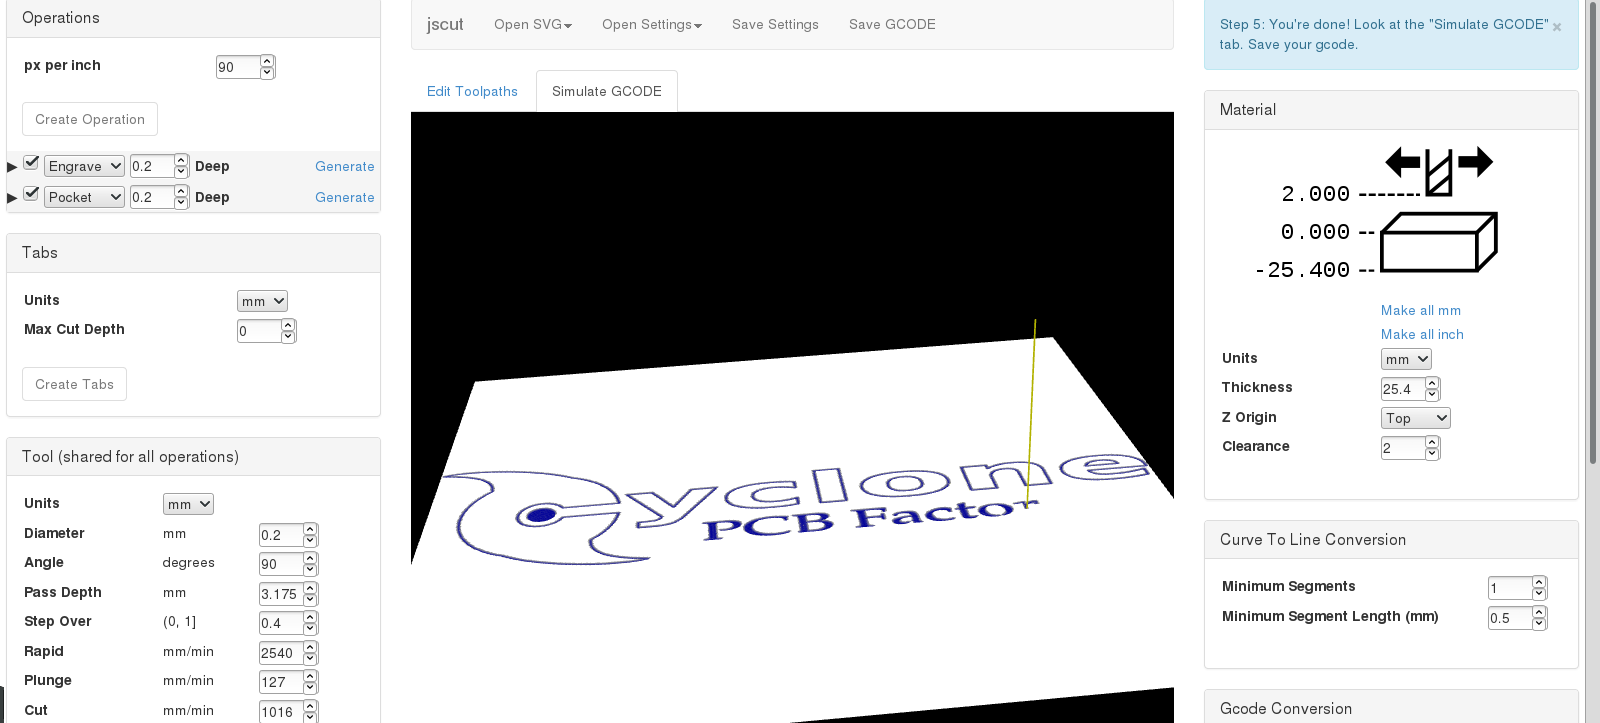 Operations
px per inch 90
Create Operation
Engrave 0.2 Deep Generate
Pocket 0.2 Deep Generate
Tabs
Units mm
Max Cut Depth 0
Create Tabs
Tool (shared for all operations)
Units mm
Diameter mm 0.2
Angle degrees 90
Pass Depth mm 3.175
Step Over (0, 1] 0.4
Rapid mm/min 2540
Plunge mm/min 127
Cut mm/min 1016
jscut Open SVG Open Settings Save Settings Save GCODE
Edit Toolpaths Simulate GCODE
Cyclone
PCB Factor
Step 5: You're done! Look at the "Simulate GCODE" ×
tab. Save your gcode.
Material
2.000
0.000
-25.400
Make all mm
Make all inch
Units mm
Thickness 25.4
Z Origin Top
Clearance 2
Curve To Line Conversion
Minimum Segments 1
Minimum Segment Length (mm) 0.5
Gcode Conversion